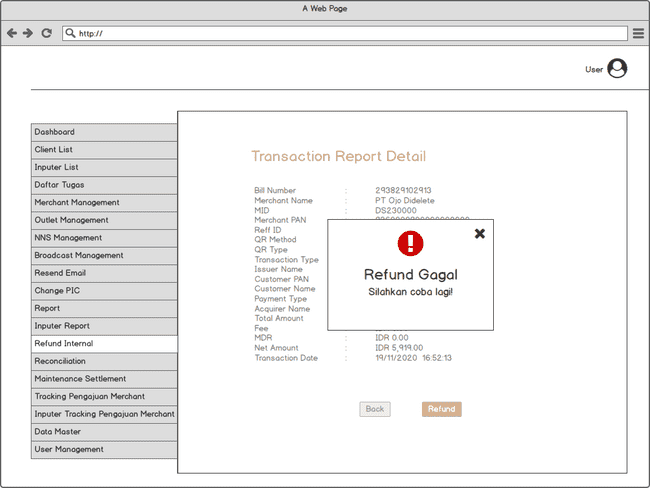 A Web Page
http://
User
Dashboard
Client List
Inputer List
Daftar Tugas
Merchant Management
Outlet Management
NNS Management
Broadcast Management
Resend Email
Change PIC
Report
Inputer Report
Refund Internal
Reconciliation
Maintenance Settlement
Tracking Pengajuan Merchant
Inputer Tracking Pengajuan Merchant
Data Master
User Management
Transaction Report Detail
Bill Number : 293829102913
Merchant Name : PT Ojo Didelete
MID : DS230000
Merchant PAN
Reff ID
QR Method
QR Type
Transaction Type
Issuer Name
Customer PAN
Customer Name
Payment Type
Acquirer Name
Total Amount
Fee
MDR : IDR 0.00
Net Amount : IDR 5,919.00
Transaction Date : 19/11/2020 16:52:13
Refund Gagal
Silahkan coba lagi!
Back
Refund